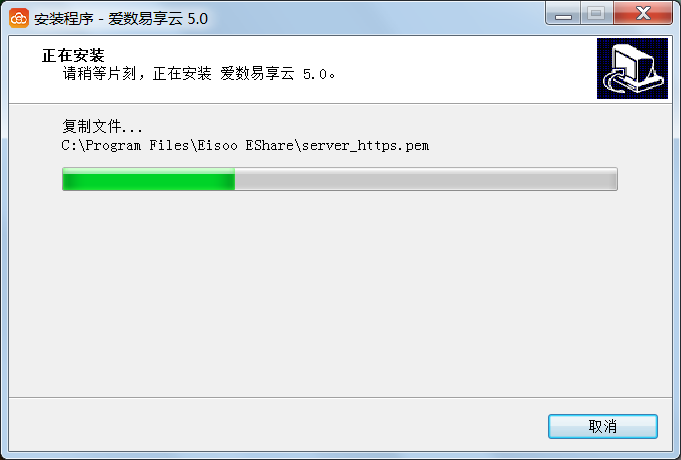 安装程序 - 爱数易享云 5.0
正在安装
请稍等片刻，正在安装 爱数易享云 5.0。
复制文件...
C:\Program Files\Eisoo EShare\server_https.pem
取消